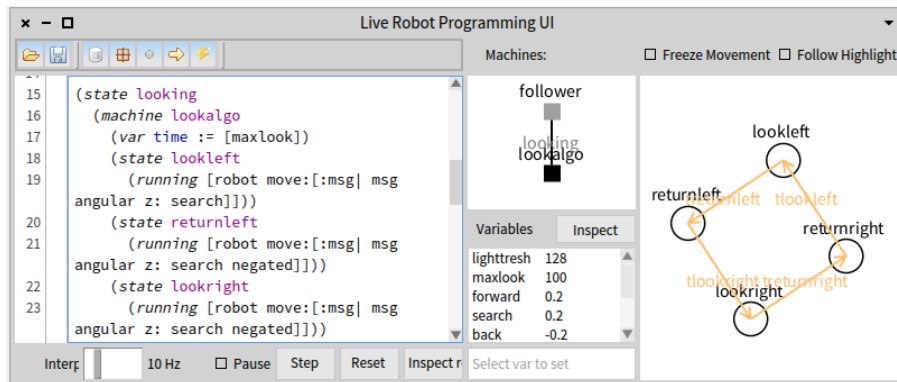 Live Robot Programming UI
Machines:
Freeze Movement
Follow Highlight
15 (state looking
16 (machine lookalgo
17 (var time := [maxlook])
18 (state lookleft
19 (running [robot move:[:msg| msg
angular z: search]]))
20 (state returnleft
21 (running [robot move:[:msg| msg
angular z: search negated]]))
22 (state lookright
23 (running [robot move:[:msg| msg
angular z: search negated]]))
follower
looking
lookalgo
Variables
Inspect
lighttresh 128
maxlook 100
forward 0.2
search 0.2
back -0.2
Select var to set
lookleft
returnleft
treturnleft
tlookleft
returnright
tlookright
treturnright
lookright
Interp
10 Hz
Pause
Step
Reset
Inspect r